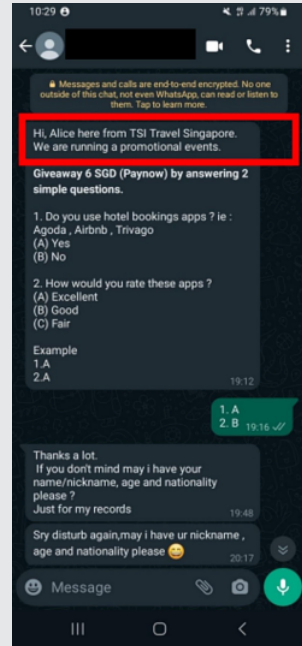 10:29
79%
Messages and calls are end-to-end encrypted. No one
outside of this chat, not even WhatsApp, can read or listen to
them. Tap to learn more.
Hi, Alice here from TSI Travel Singapore.
We are running a promotional events.
Giveaway 6 SGD (Paynow) by answering 2
simple questions.
1. Do you use hotel bookings apps ? ie :
Agoda , Airbnb , Trivago
(A) Yes
(B) No
2. How would you rate these apps ?
(A) Excellent
(B) Good
(C) Fair
Example
1.A
2.A
19:12
1. A
2. B 19:16
Thanks a lot.
If you don't mind may i have your
name/nickname, age and nationality
please ?
Just for my records
19:48
Sry disturb again,may i have ur nickname ,
age and nationality please 😄
20:17
Message